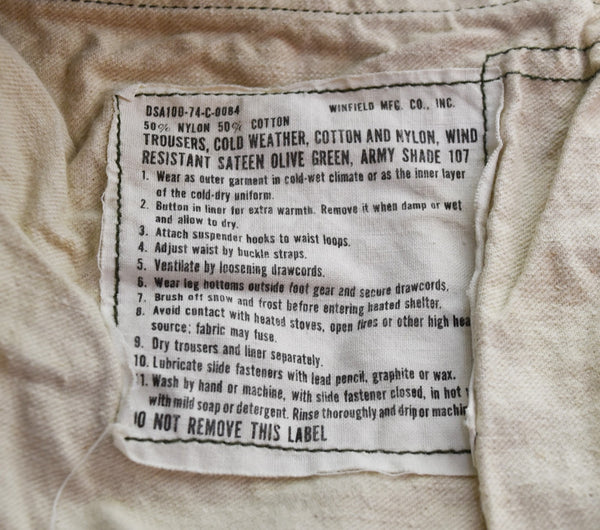 DSA100-74-C-0084 WINFIELD MFG. CO., INC.
50% NYLON 50% COTTON
TROUSERS, COLD WEATHER, COTTON AND NYLON, WIND
RESISTANT SATEEN OLIVE GREEN, ARMY SHADE 107
1. Wear as outer garment in cold-wet climate or as the inner layer
of the cold-dry uniform.
2. Button in liner for extra warmth. Remove it when damp or wet
and allow to dry.
3. Attach suspender hooks to waist loops.
4. Adjust waist by buckle straps.
5. Ventilate by loosening drawcords.
6. Wear leg bottoms outside foot gear and secure drawcords.
7. Brush off snow and frost before entering heated shelter.
8. Avoid contact with heated stoves, open fires or other high hea
source; fabric may fuse.
9. Dry trousers and liner separately.
10. Lubricate slide fasteners with lead pencil, graphite or wax.
11. Wash by hand or machine, with slide fastener closed, in hot
with mild soap or detergent. Rinse thoroughly and drip or machin
DO NOT REMOVE THIS LABEL